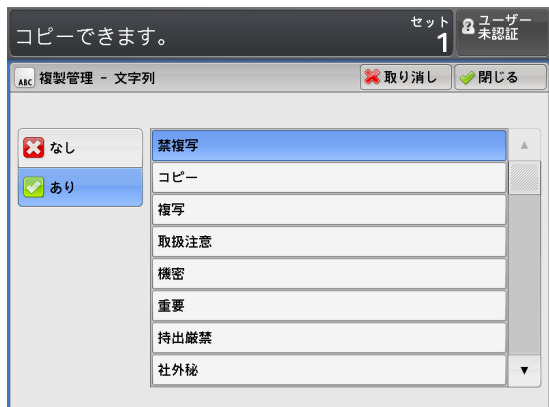 コピーできます。
セット
1
ユーザー
未認証
ABC 複製管理 - 文字列
取り消し
閉じる
なし
あり
禁複写
コピー
複写
取扱注意
機密
重要
持出厳禁
社外秘